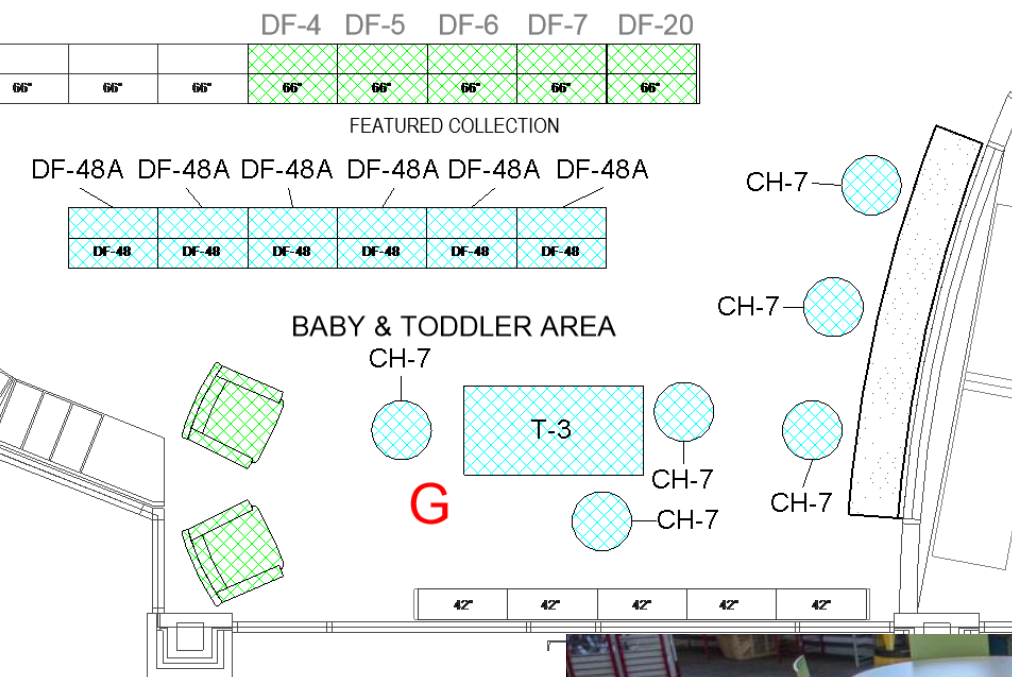 DF-4 DF-5 DF-6 DF-7 DF-20
66" 66" 66" 66" 66" 66" 66" 66"
FEATURED COLLECTION
DF-48A DF-48A DF-48A DF-48A DF-48A DF-48A
DF-48 DF-48 DF-48 DF-48 DF-48 DF-48
CH-7
CH-7
BABY & TODDLER AREA
CH-7
T-3
CH-7
CH-7
G
CH-7
42" 42" 42" 42" 42"